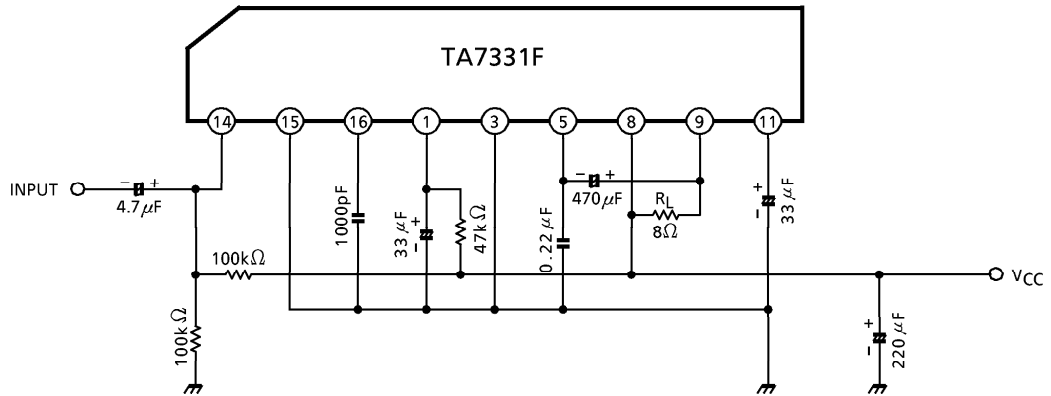 TA7331F
14 15 16 1 3 5 8 9 11
INPUT
- +
4.7µF
1000pF
33µF
+
-
47kΩ
0.22µF
- +
470µF
RL
8Ω
+
-
33µF
100kΩ
100kΩ
VCC
+
-
220µF